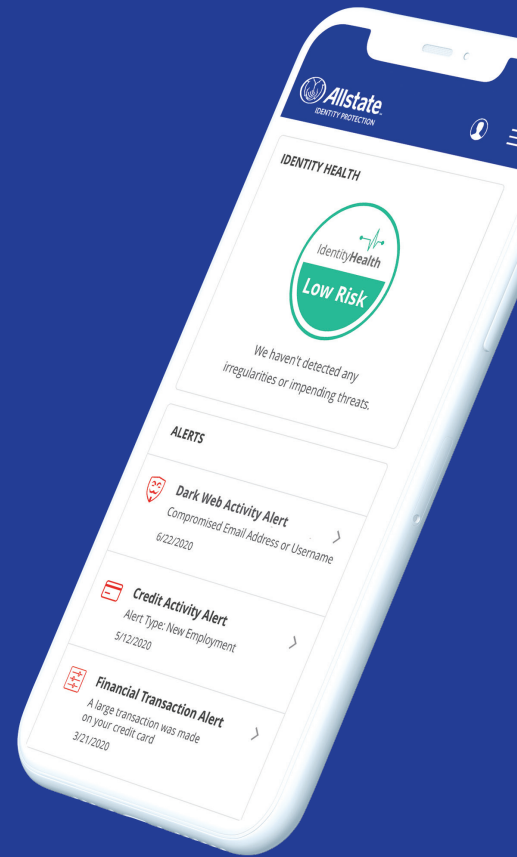 Allstate
IDENTITY PROTECTION
IDENTITY HEALTH
IdentityHealth
Low Risk
We haven't detected any
irregularities or impending threats.
ALERTS
Dark Web Activity Alert
Compromised Email Address or Username
6/22/2020
Credit Activity Alert
Alert Type: New Employment
5/12/2020
Financial Transaction Alert
A large transaction was made
on your credit card
3/21/2020